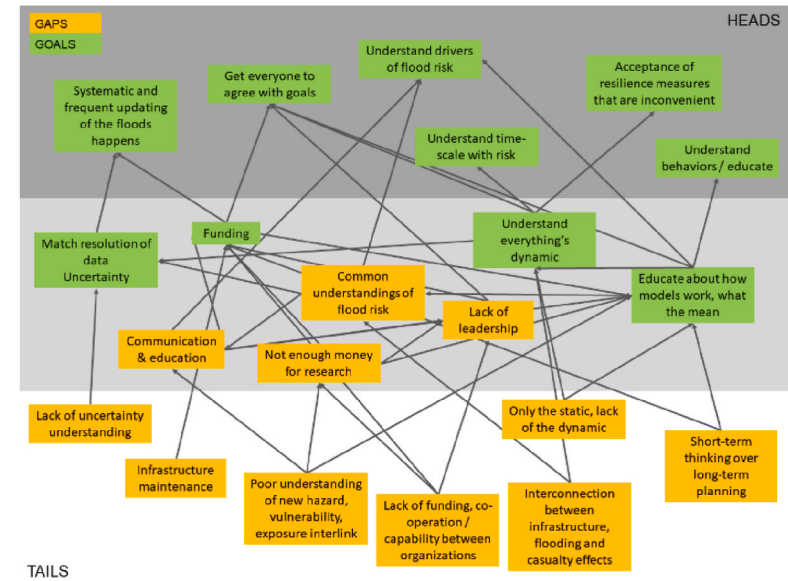 GAPS
GOALS
HEADS
Understand drivers
of flood risk
Get everyone to
agree with goals
Acceptance of
resilience measures
that are inconvenient
Systematic and
frequent updating
of the floods
happens
Understand time-
scale with risk
Understand
behaviors / educate
Funding
Understand
everything's
dynamic
Match resolution of
data
Uncertainty
Common
understandings of
flood risk
Educate about how
models work, what
the mean
Lack of
leadership
Communication
& education
Not enough money
for research
Lack of uncertainty
understanding
Only the static, lack
of the dynamic
Short-term
thinking over
long-term
planning
Infrastructure
maintenance
Poor understanding
of new hazard,
vulnerability,
exposure interlink
Lack of funding, co-
operation /
capability between
organizations
Interconnection
between
infrastructure,
flooding and
casualty effects
TAILS